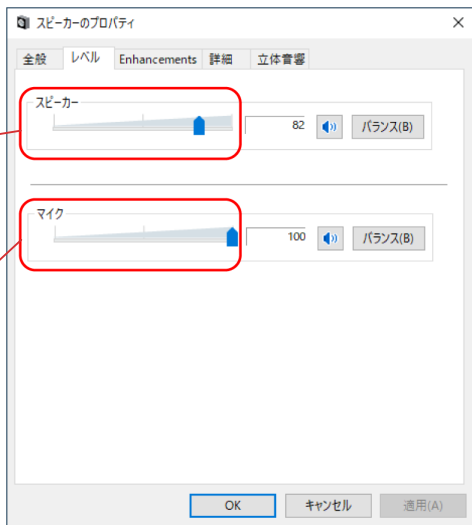 スピーカーのプロパティ
全般 レベル Enhancements 詳細 立体音響
スピーカー
82 バランス(B)
マイク
100 バランス(B)
OK キャンセル 適用(A)